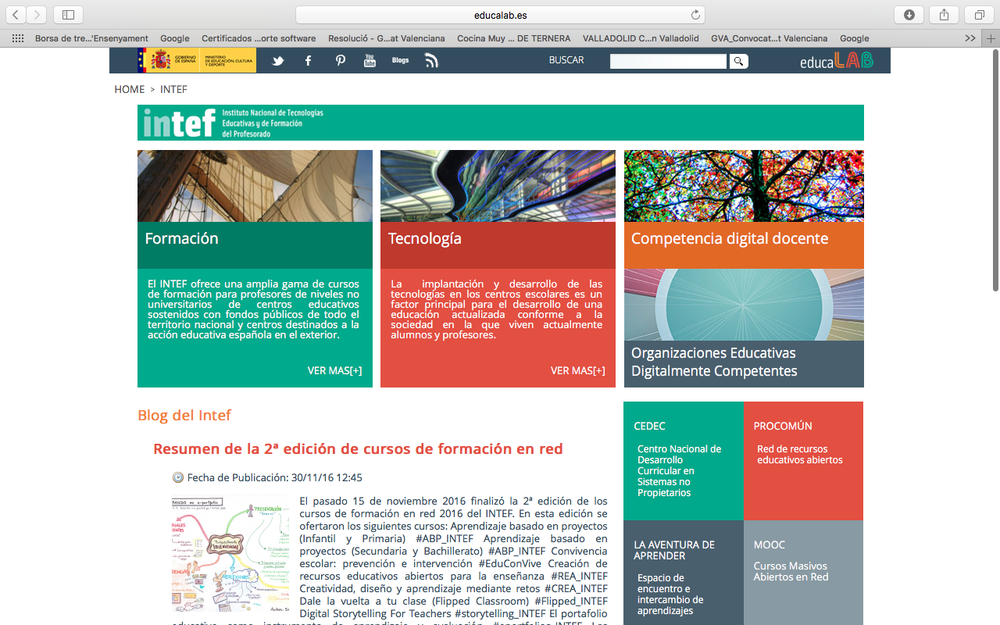 educalab.es
Borsa de tre...'Ensenyament Google Certificados ...orte software Resolució - G...at Valenciana Cocina Muy ... DE TERNERA VALLADOLID C...n Valladolid GVA_Convocat...t Valenciana Google
GOBIERNO DE ESPAÑA
MINISTERIO DE EDUCACIÓN, CULTURA Y DEPORTE
You Tube
Blogs
BUSCAR
educaLAB
HOME > INTEF
intef
Instituto Nacional de Tecnologías
Educativas y de Formación
del Profesorado
Formación
El INTEF ofrece una amplia gama de cursos
de formación para profesores de niveles no
universitarios de centros educativos
sostenidos con fondos públicos de todo el
territorio nacional y centros destinados a la
acción educativa española en el exterior.
VER MAS[+]
Tecnología
La implantación y desarrollo de las
tecnologías en los centros escolares es un
factor principal para el desarrollo de una
educación actualizada conforme a la
sociedad en la que viven actualmente
alumnos y profesores.
VER MAS[+]
Competencia digital docente
Organizaciones Educativas
Digitalmente Competentes
Blog del Intef
Resumen de la 2ª edición de cursos de formación en red
Fecha de Publicación: 30/11/16 12:45
PRESENTACIÓN
REFLEXIONES
El pasado 15 de noviembre 2016 finalizó la 2ª edición de los
cursos de formación en red 2016 del INTEF. En esta edición se
ofertaron los siguientes cursos: Aprendizaje basado en proyectos
(Infantil y Primaria) #ABP_INTEF Aprendizaje basado en
proyectos (Secundaria y Bachillerato) #ABP_INTEF Convivencia
escolar: prevención e intervención #EduConVive Creación de
recursos educativos abiertos para la enseñanza #REA_INTEF
Creatividad, diseño y aprendizaje mediante retos #CREA_INTEF
Dale la vuelta a tu clase (Flipped Classroom) #Flipped_INTEF
Digital Storytelling For Teachers #storytelling_INTEF El portafolio
educativo como instrumento de aprendizaje y evaluación #eportfolios_INTEF Las
CEDEC
Centro Nacional de
Desarrollo
Curricular en
Sistemas no
Propietarios
PROCOMÚN
Red de recursos
educativos abiertos
LA AVENTURA DE
APRENDER
Espacio de
encuentro e
intercambio de
aprendizajes
MOOC
Cursos Masivos
Abiertos en Red